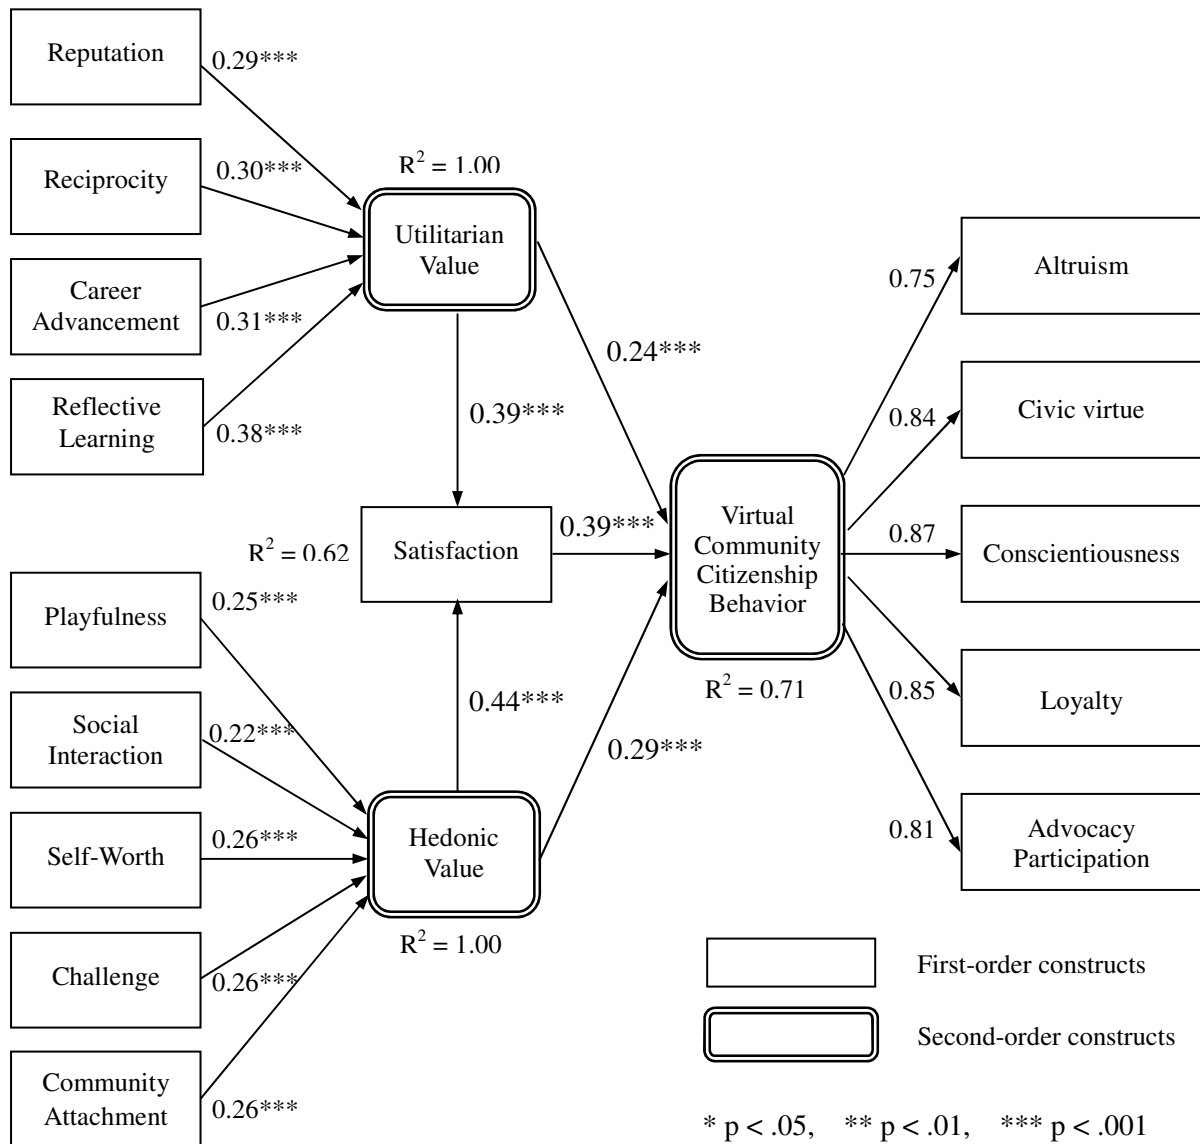 Reputation
0.29***
Reciprocity
0.30***
R² = 1.00
Utilitarian
Value
Career
Advancement
0.31***
Reflective
Learning
0.38***
0.24***
0.39***
Altruism
0.75
Civic virtue
0.84
R² = 0.62
Satisfaction
0.39***
Virtual
Community
Citizenship
Behavior
R² = 0.71
0.87
Conscientiousness
0.85
Loyalty
0.81
Advocacy
Participation
Playfulness
0.25***
Social
Interaction
0.22***
0.44***
0.29***
Self-Worth
0.26***
Hedonic
Value
R² = 1.00
Challenge
0.26***
Community
Attachment
0.26***
First-order constructs
Second-order constructs
* p < .05, ** p < .01, *** p < .001